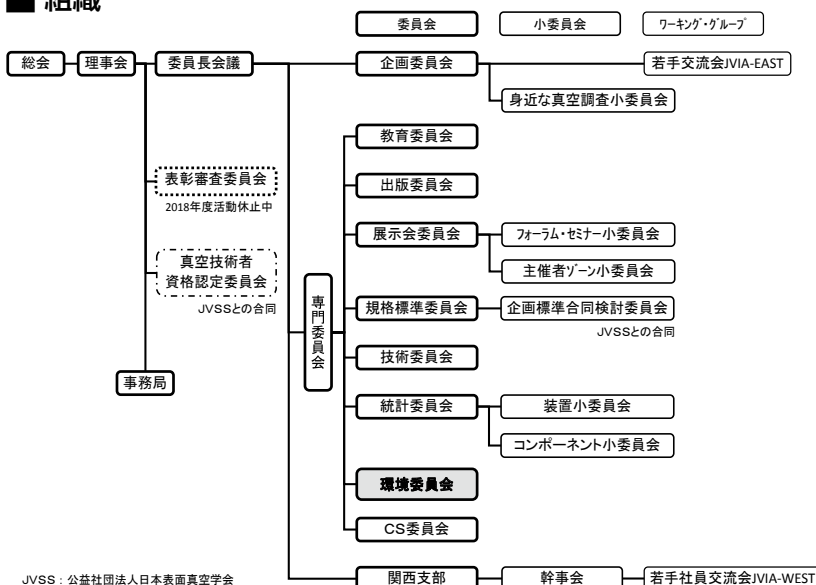 ■ 組織
委員会 小委員会 ワーキング・グループ
総会 理事会 委員長会議 企画委員会 若手交流会JVIA-EAST
身近な真空調査小委員会
教育委員会
表彰審査委員会 出版委員会
2018年度活動休止中
展示会委員会 フォーラム・セミナー小委員会
真空技術者
資格認定委員会
主催者ゾーン小委員会
JVSSとの合同
専門委員会
規格標準委員会 企画標準合同検討委員会
JVSSとの合同
技術委員会
事務局
統計委員会 装置小委員会
コンポーネント小委員会
環境委員会
CS委員会
JVSS：公益社団法人日本表面真空学会 関西支部 幹事会 若手社員交流会JVIA-WEST